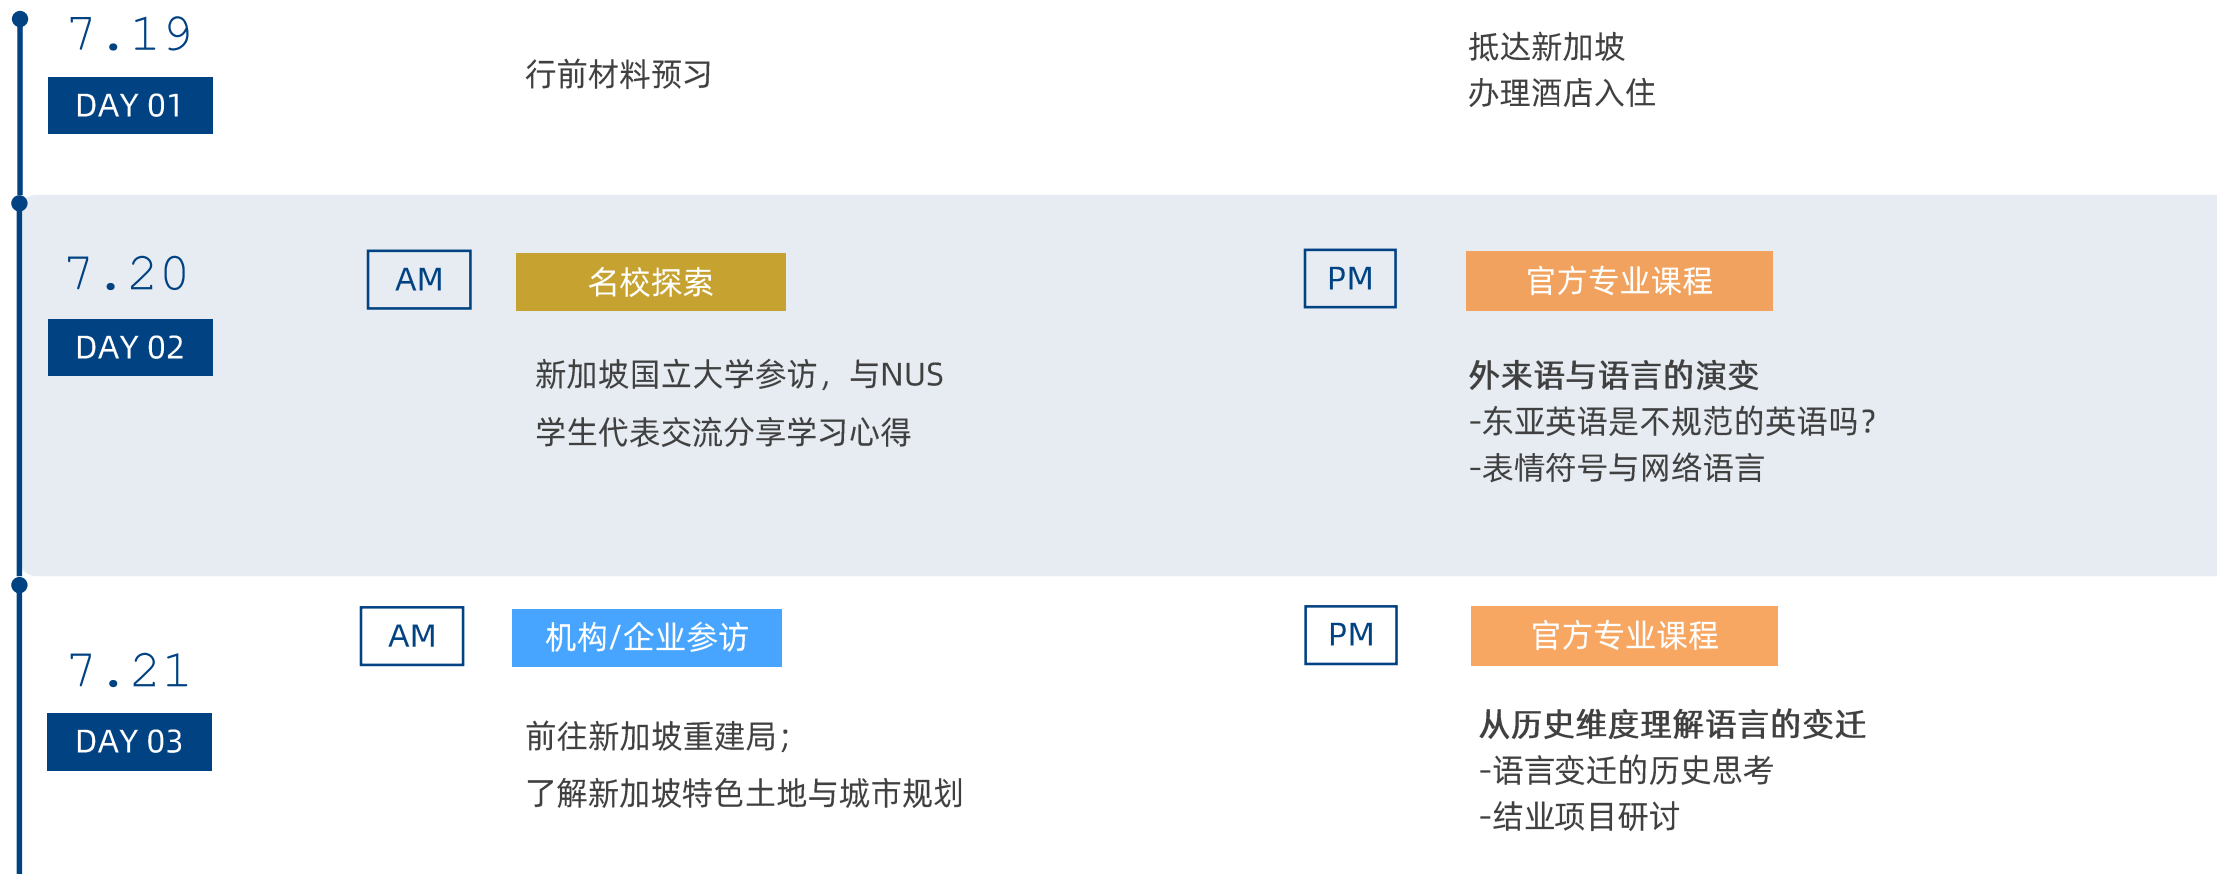 7.19
DAY 01
行前材料预习
抵达新加坡
办理酒店入住
7.20
DAY 02
AM
名校探索
新加坡国立大学参访，与NUS
学生代表交流分享学习心得
PM
官方专业课程
外来语与语言的演变
-东亚英语是不规范的英语吗?
-表情符号与网络语言
7.21
DAY 03
AM
机构/企业参访
前往新加坡重建局；
了解新加坡特色土地与城市规划
PM
官方专业课程
从历史维度理解语言的变迁
-语言变迁的历史思考
-结业项目研讨